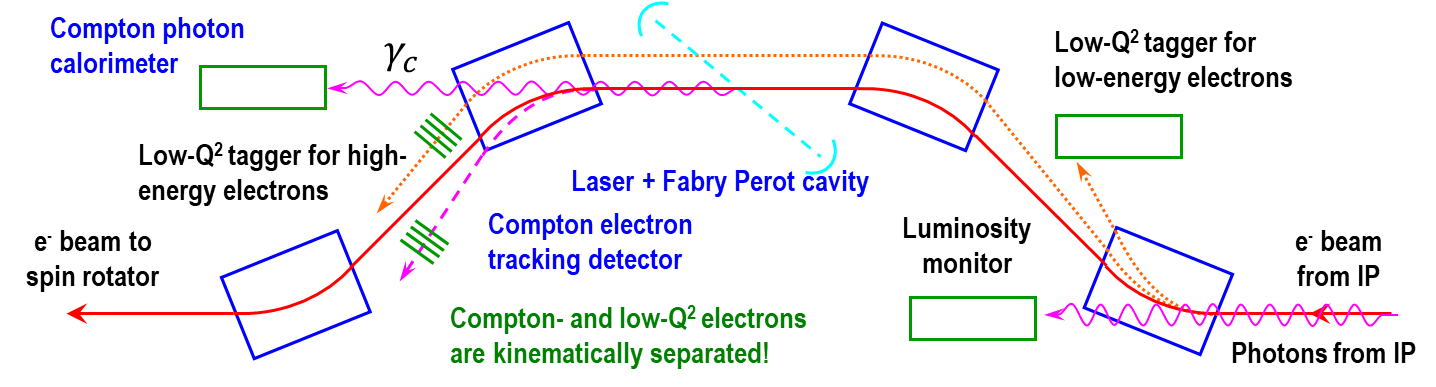 Compton photon
calorimeter
γc
Low-Q² tagger for
low-energy electrons
Low-Q² tagger for high-
energy electrons
Laser + Fabry Perot cavity
Compton electron
tracking detector
Luminosity
monitor
e⁻ beam to
spin rotator
e⁻ beam
from IP
Compton- and low-Q² electrons
are kinematically separated!
Photons from IP